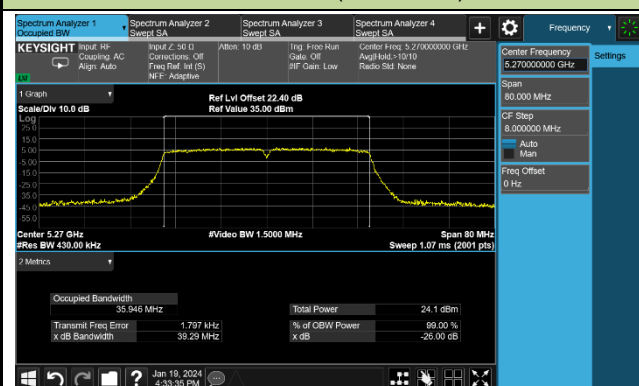 Spectrum Analyzer 1
Occupied BW
Spectrum Analyzer 2
Swept SA
Spectrum Analyzer 3
Swept SA
Spectrum Analyzer 4
Swept SA
Frequency
KEYSIGHT
Input: RF
Coupling: AC
Align: Auto
Input Z: 50 Ω
Corrections: Off
Freq Ref: Int (S)
NFE: Adaptive
Atten: 10 dB
Trig: Free Run
Gate: Off
#IF Gain: Low
Center Freq: 5.270000000 GHz
Avg|Hold:>10/10
Radio Std: None
LVI
Center Frequency
5.270000000 GHz
Settings
Span
80.000 MHz
CF Step
8.000000 MHz
Auto
Man
Freq Offset
0 Hz
1 Graph
Scale/Div 10.0 dB
Ref Lvl Offset 22.40 dB
Ref Value 35.00 dBm
Log
25.0
15.0
5.00
-5.00
-15.0
-25.0
-35.0
-45.0
-55.0
Center 5.27 GHz
#Res BW 430.00 kHz
#Video BW 1.5000 MHz
Span 80 MHz
Sweep 1.07 ms (2001 pts)
2 Metrics
Occupied Bandwidth
35.946 MHz
Total Power
24.1 dBm
Transmit Freq Error
1.797 kHz
% of OBW Power
99.00 %
x dB Bandwidth
39.29 MHz
x dB
-26.00 dB
Jan 19, 2024
4:33:35 PM